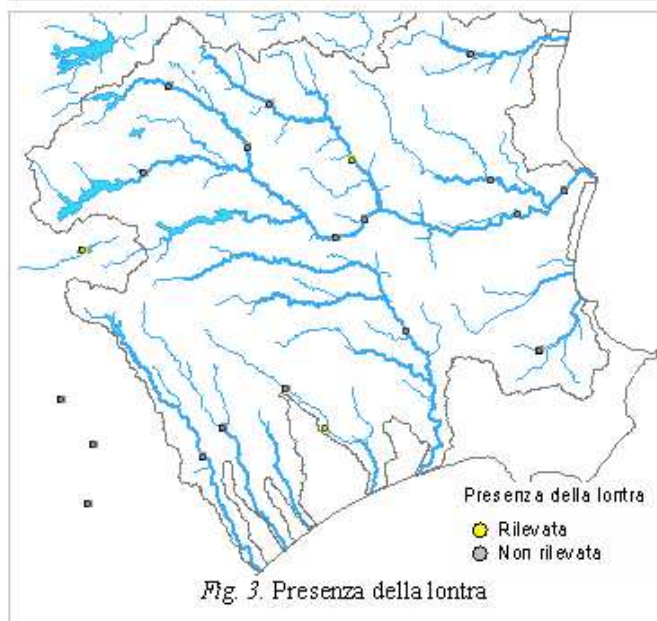 Presenza della lontra
Rilevata
Non rilevata
Fig. 3. Presenza della lontra